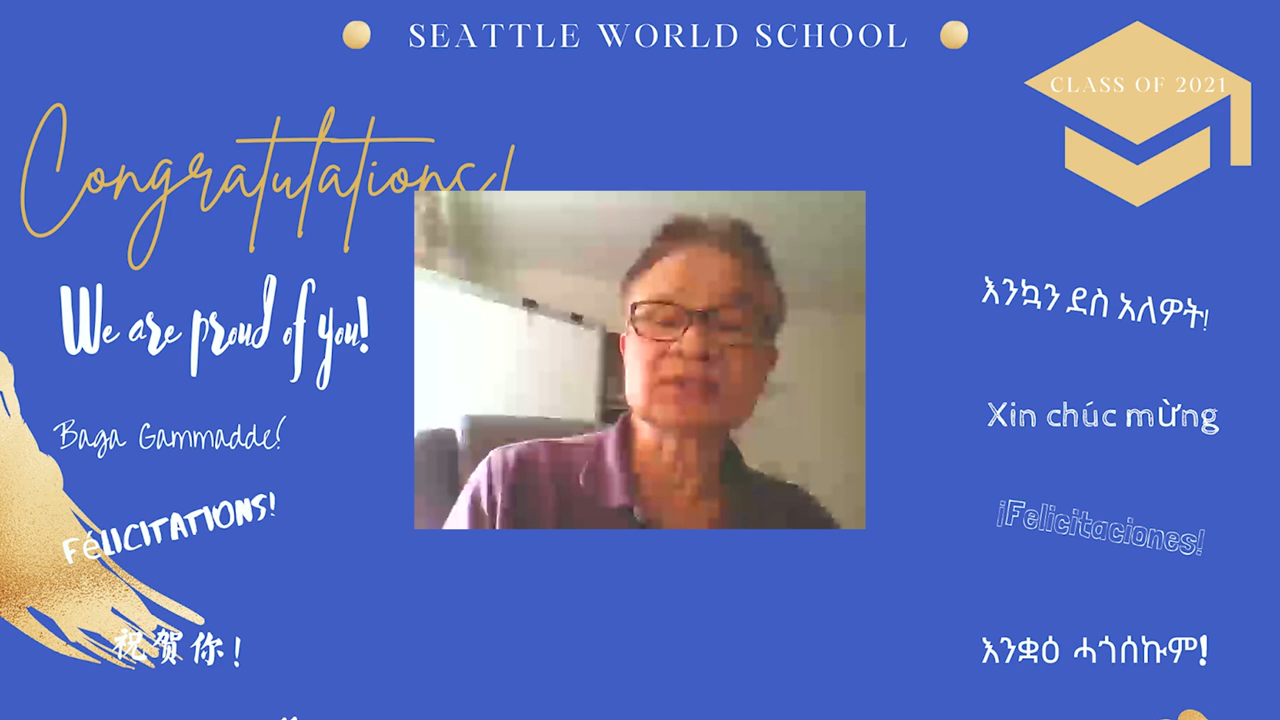 SEATTLE WORLD SCHOOL
CLASS OF 2021
Congratulations!
We are proud of you!
Baga Gammadde!
FéLICITATIONS!
祝贺你!
እንኳን ደስ አለዎት!
Xin chúc mừng
¡Felicitaciones!
እንቋዕ ሓጎሰኩም!